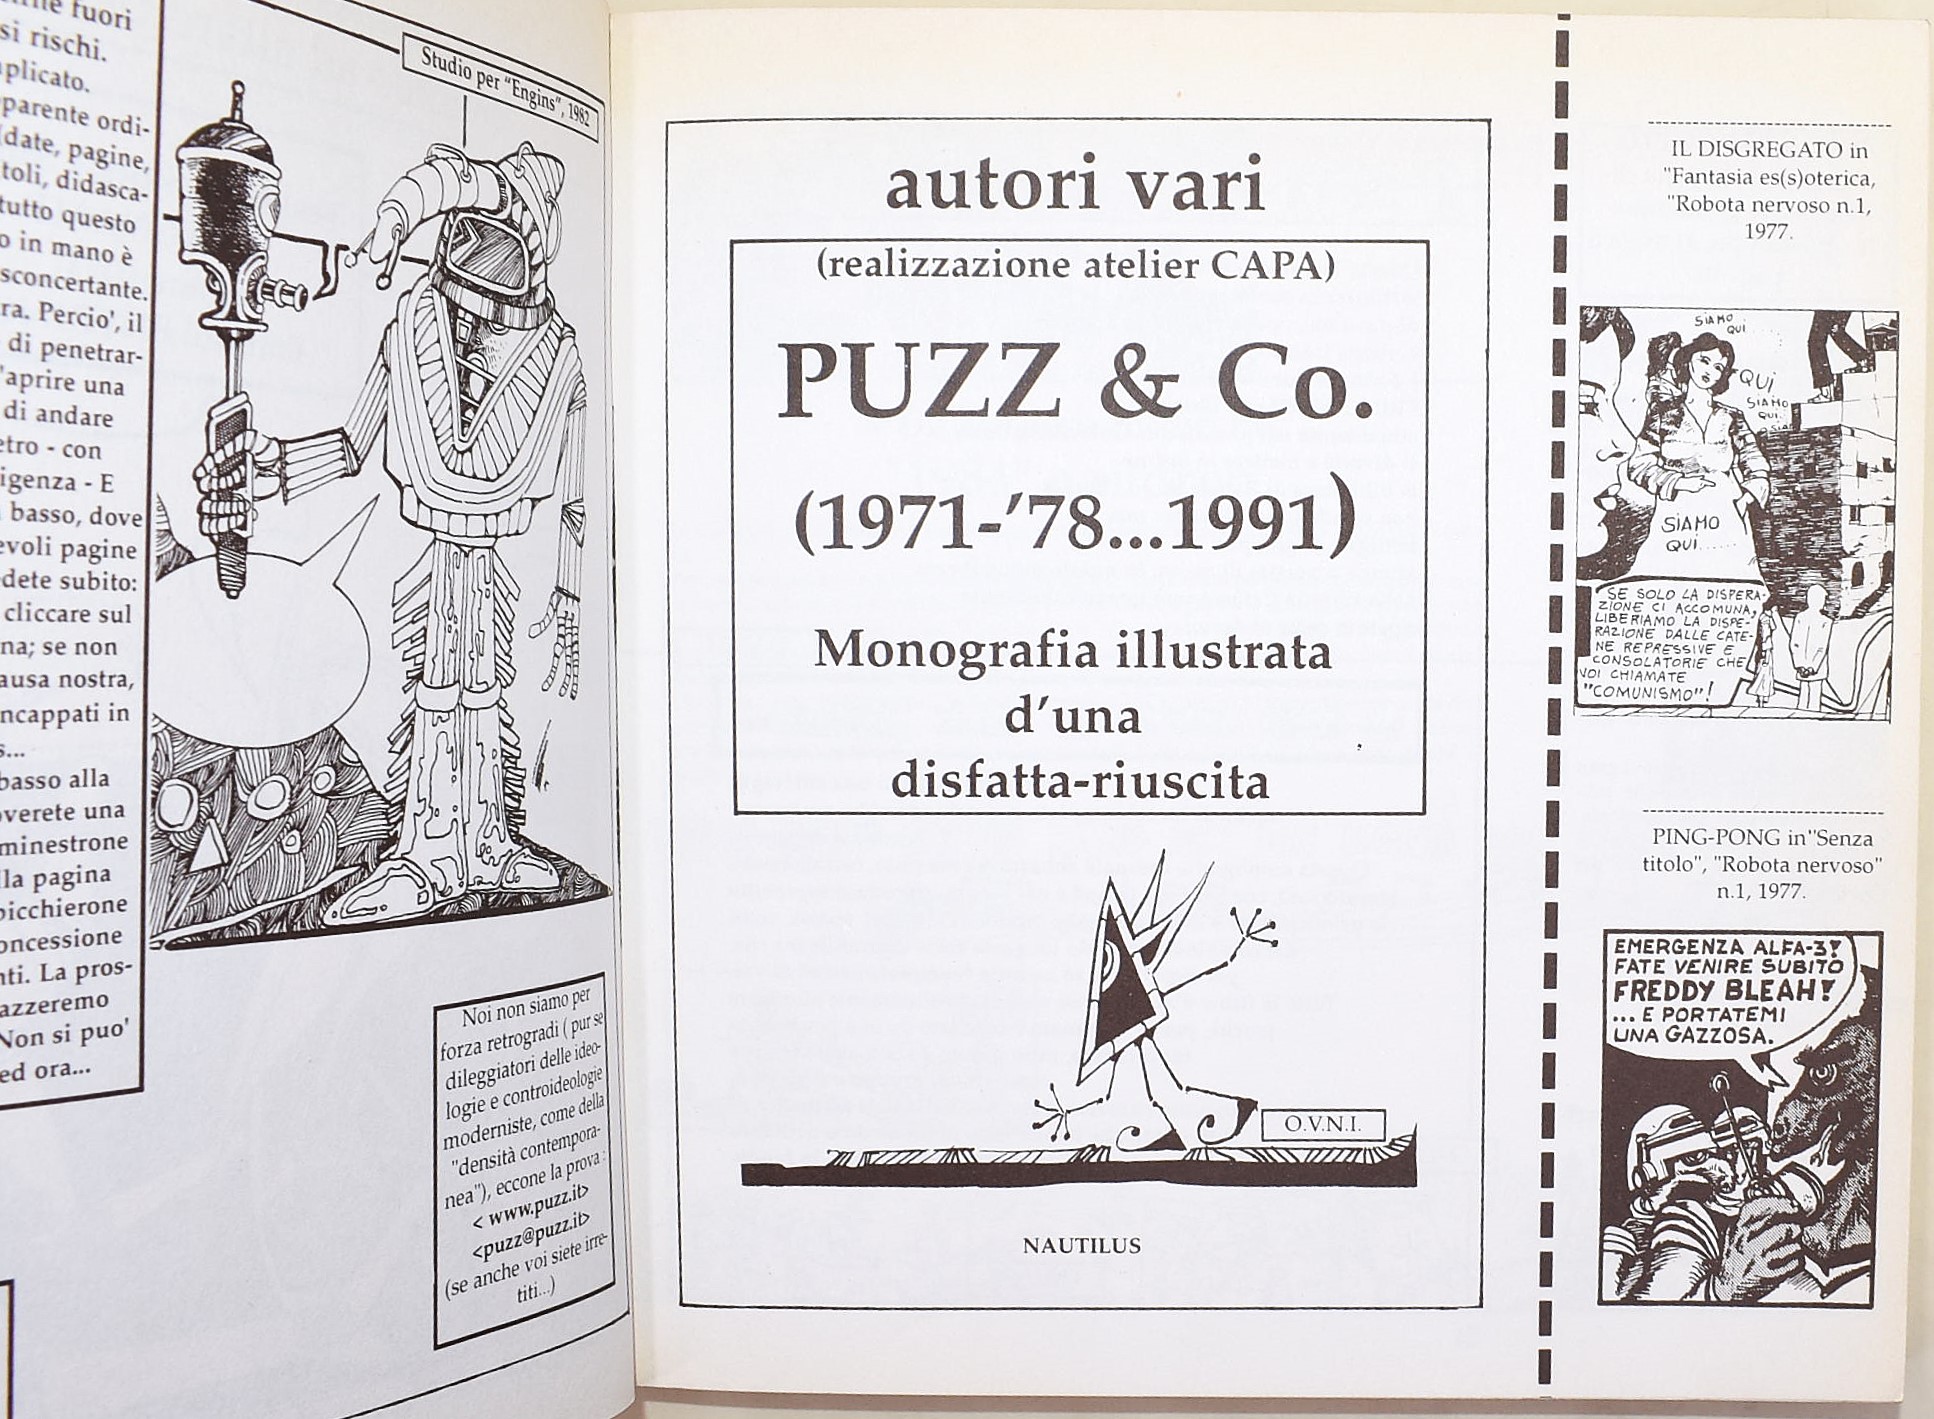 fuori
si rischi.
plicato.
parente ordi-
date, pagine,
toli, didasca-
tutto questo
o in mano è
sconcertante.
ra. Percio', il
di penetrar-
'aprire una
di andare
etro - con
igenza - E
basso, dove
evoli pagine
edete subito:
cliccare sul
na; se non
ausa nostra,
ncappati in
s...
basso alla
overete una
minestrone
lla pagina
picchierone
oncessione
nti. La pros-
azzeremo
Non si puo'
ed ora...
Studio per "Engins", 1982
Noi non siamo per
forza retrogradi ( pur se
dileggiatori delle ideo-
logie e controideologie
moderniste, come della
"densità contempora-
nea"), eccone la prova :
< www.puzz.it>
<puzz@puzz.it>
(se anche voi siete irre-
titi...)
autori vari
(realizzazione atelier CAPA)
PUZZ & Co.
(1971-'78...1991)
Monografia illustrata
d'una
disfatta-riuscita
O.V.N.I.
NAUTILUS
IL DISGREGATO in
"Fantasia es(s)oterica,
"Robota nervoso n.1,
1977.
SIAMO
QUI.....
QUI
SIAMO
QUI...
SIAMO
QUI......
SE SOLO LA DISPERA-
ZIONE CI ACCOMUNA,
LIBERIAMO LA DISPE-
RAZIONE DALLE CATE-
NE REPRESSIVE E
CONSOLATORIE CHE
VOI CHIAMATE
"COMUNISMO"!
PING-PONG in"Senza
titolo", "Robota nervoso"
n.1, 1977.
EMERGENZA ALFA-3!
FATE VENIRE SUBITO
FREDDY BLEAH!
... E PORTATEMI
UNA GAZZOSA.